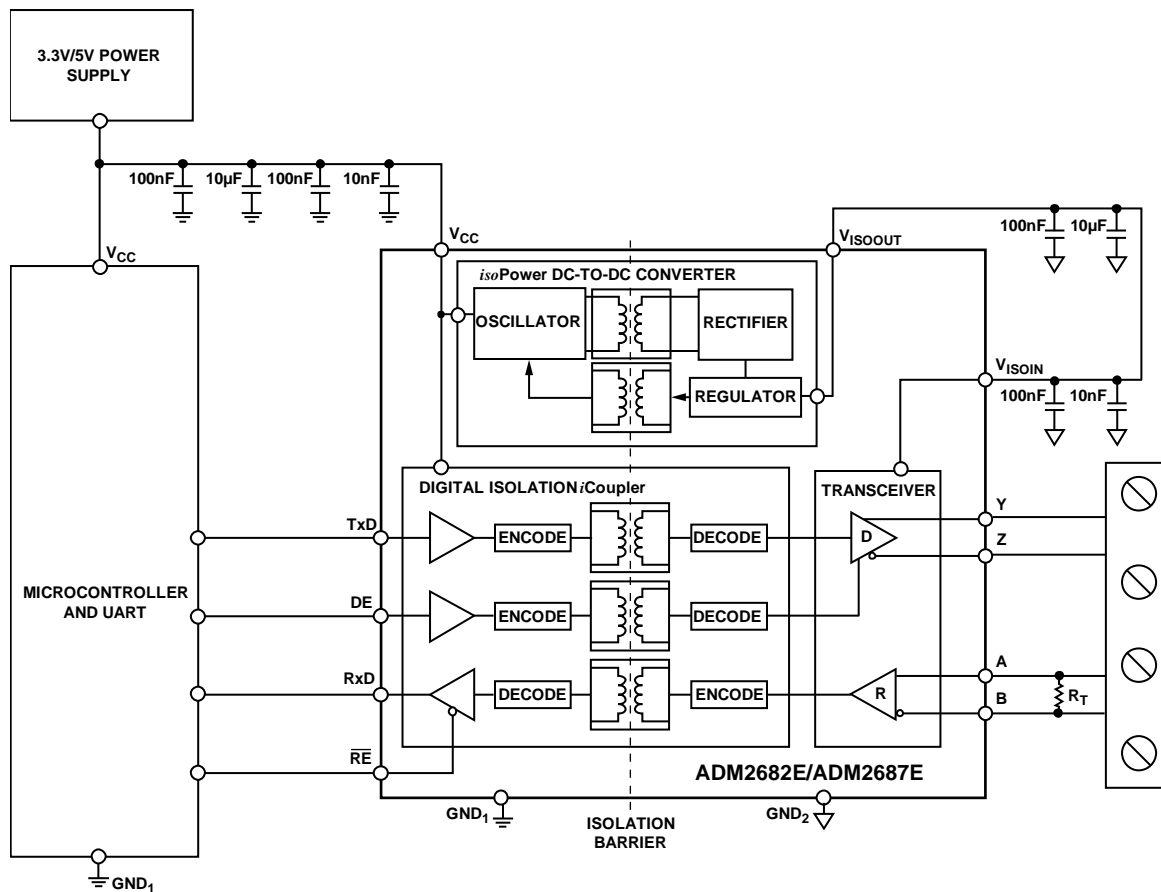 3.3V/5V POWER
SUPPLY
100nF
10µF
100nF
10nF
100nF
10µF
VCC
VCC
VISOOUT
isoPower DC-TO-DC CONVERTER
OSCILLATOR
RECTIFIER
REGULATOR
VISOIN
100nF
10nF
DIGITAL ISOLATION iCoupler
TRANSCEIVER
MICROCONTROLLER
AND UART
TxD
ENCODE
DECODE
D
Y
Z
DE
ENCODE
DECODE
RxD
DECODE
ENCODE
R
A
B
RT
RE
ADM2682E/ADM2687E
GND1
ISOLATION
BARRIER
GND2
GND1